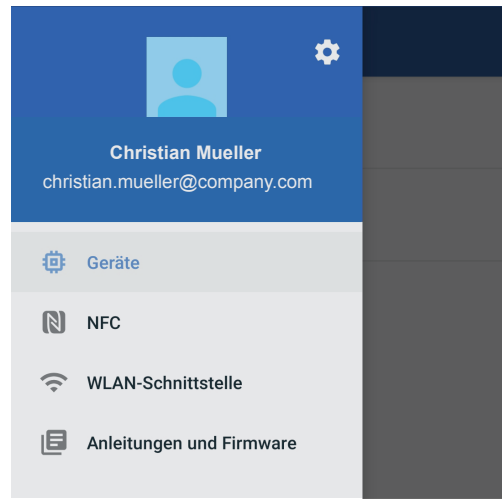 Christian Mueller
christian.mueller@company.com
Geräte
NFC
WLAN-Schnittstelle
Anleitungen und Firmware